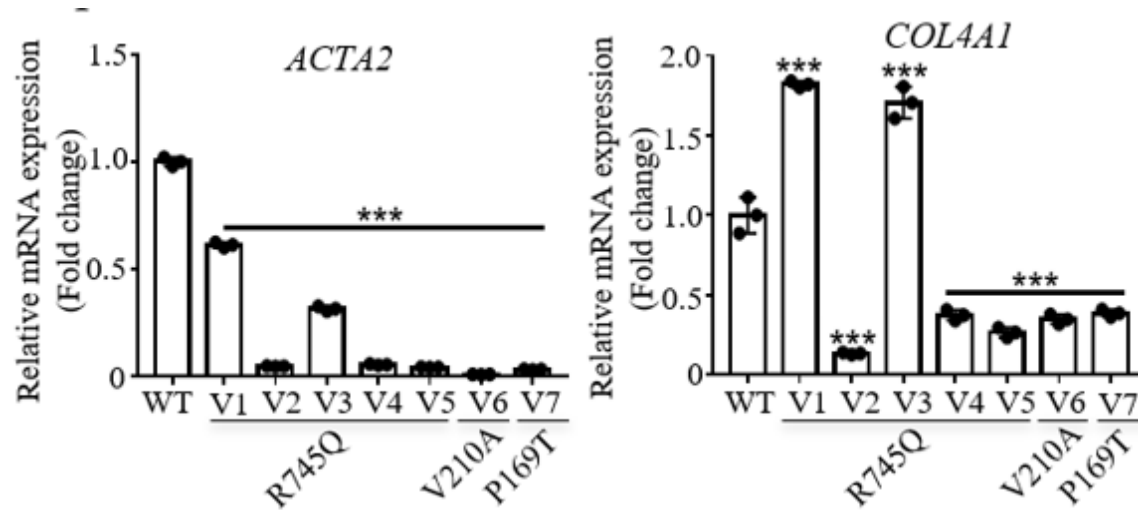 ACTA2
Relative mRNA expression
(Fold change)
1.5
1.0
0.5
0
***
WT V1 V2 V3 V4 V5 V6 V7
R745Q V210A P169T
COL4A1
Relative mRNA expression
(Fold change)
2.0
1.5
1.0
0.5
0
*** *** *** ***
WT V1 V2 V3 V4 V5 V6 V7
R745Q V210A P169T